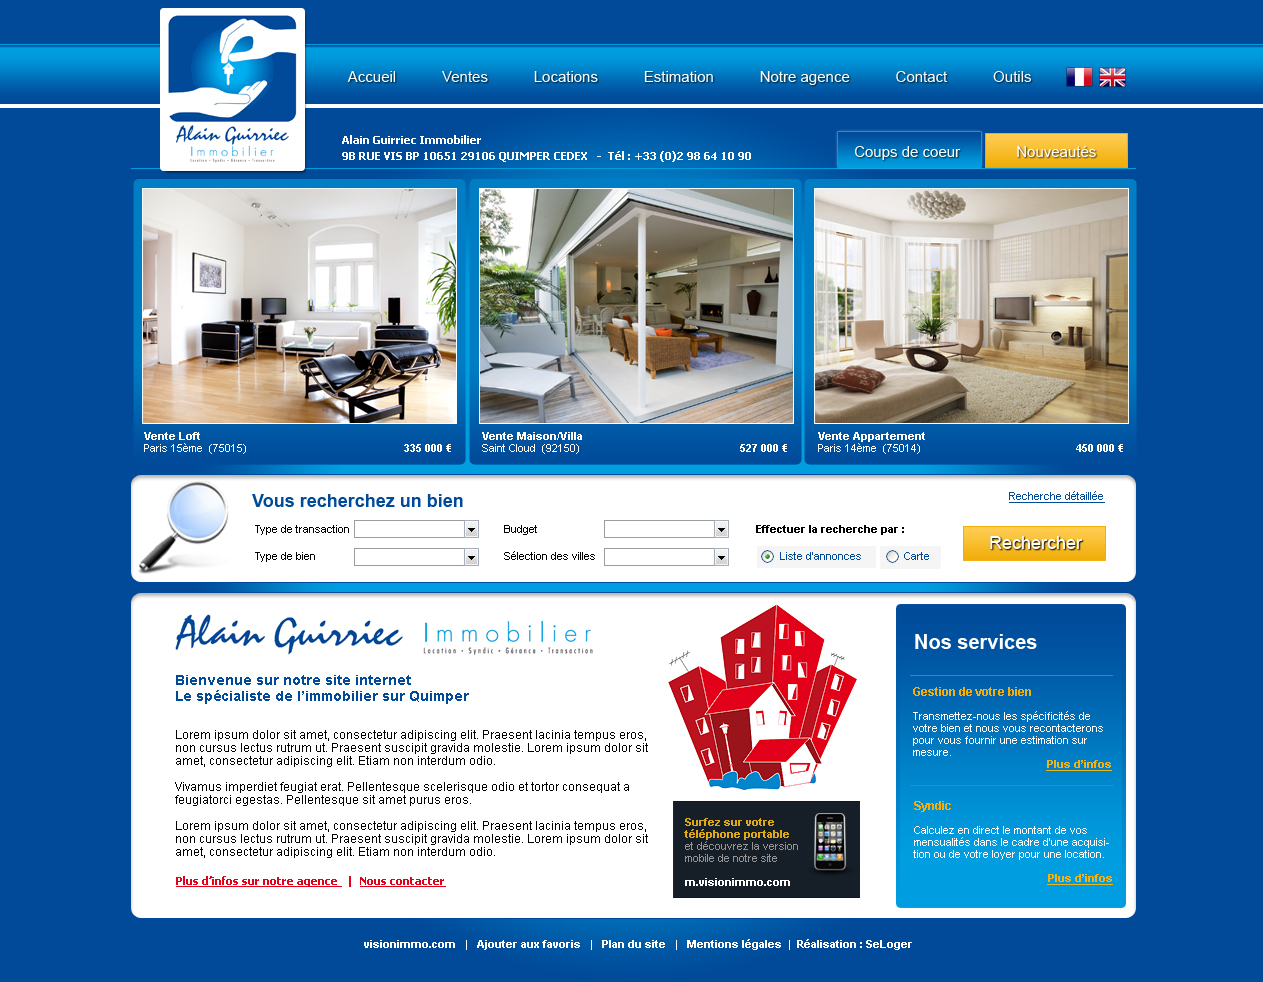 Accueil
Ventes
Locations
Estimation
Notre agence
Contact
Outils
Alain Guirriec
Immobilier
Location • Syndic • Gérance • Transaction
Alain Guirriec Immobilier
9B RUE VIS BP 10651 29106 QUIMPER CEDEX - Tél : +33 (0)2 98 64 10 90
Coups de coeur
Nouveautés
Vente Loft
Paris 15ème (75015)
335 000 €
Vente Maison/Villa
Saint Cloud (92150)
527 000 €
Vente Appartement
Paris 14ème (75014)
450 000 €
Vous recherchez un bien
Recherche détaillée
Type de transaction
Budget
Effectuer la recherche par :
Type de bien
Sélection des villes
Liste d'annonces
Carte
Rechercher
Alain Guirriec Immobilier
Location • Syndic • Gérance • Transaction
Bienvenue sur notre site internet
Le spécialiste de l'immobilier sur Quimper
Lorem ipsum dolor sit amet, consectetur adipiscing elit. Praesent lacinia tempus eros,
non cursus lectus rutrum ut. Praesent suscipit gravida molestie. Lorem ipsum dolor sit
amet, consectetur adipiscing elit. Etiam non interdum odio.
Vivamus imperdiet feugiat erat. Pellentesque scelerisque odio et tortor consequat a
feugiatorci egestas. Pellentesque sit amet purus eros.
Lorem ipsum dolor sit amet, consectetur adipiscing elit. Praesent lacinia tempus eros,
non cursus lectus rutrum ut. Praesent suscipit gravida molestie. Lorem ipsum dolor sit
amet, consectetur adipiscing elit. Etiam non interdum odio.
Plus d'infos sur notre agence | Nous contacter
Surfez sur votre
téléphone portable
et découvrez la version
mobile de notre site
m.visionimmo.com
Nos services
Gestion de votre bien
Transmettez-nous les spécificités de
votre bien et nous vous recontacterons
pour vous fournir une estimation sur
mesure.
Plus d'infos
Syndic
Calculez en direct le montant de vos
mensualités dans le cadre d'une acquisi-
tion ou de votre loyer pour une location.
Plus d'infos
visionimmo.com | Ajouter aux favoris | Plan du site | Mentions légales | Réalisation : SeLoger